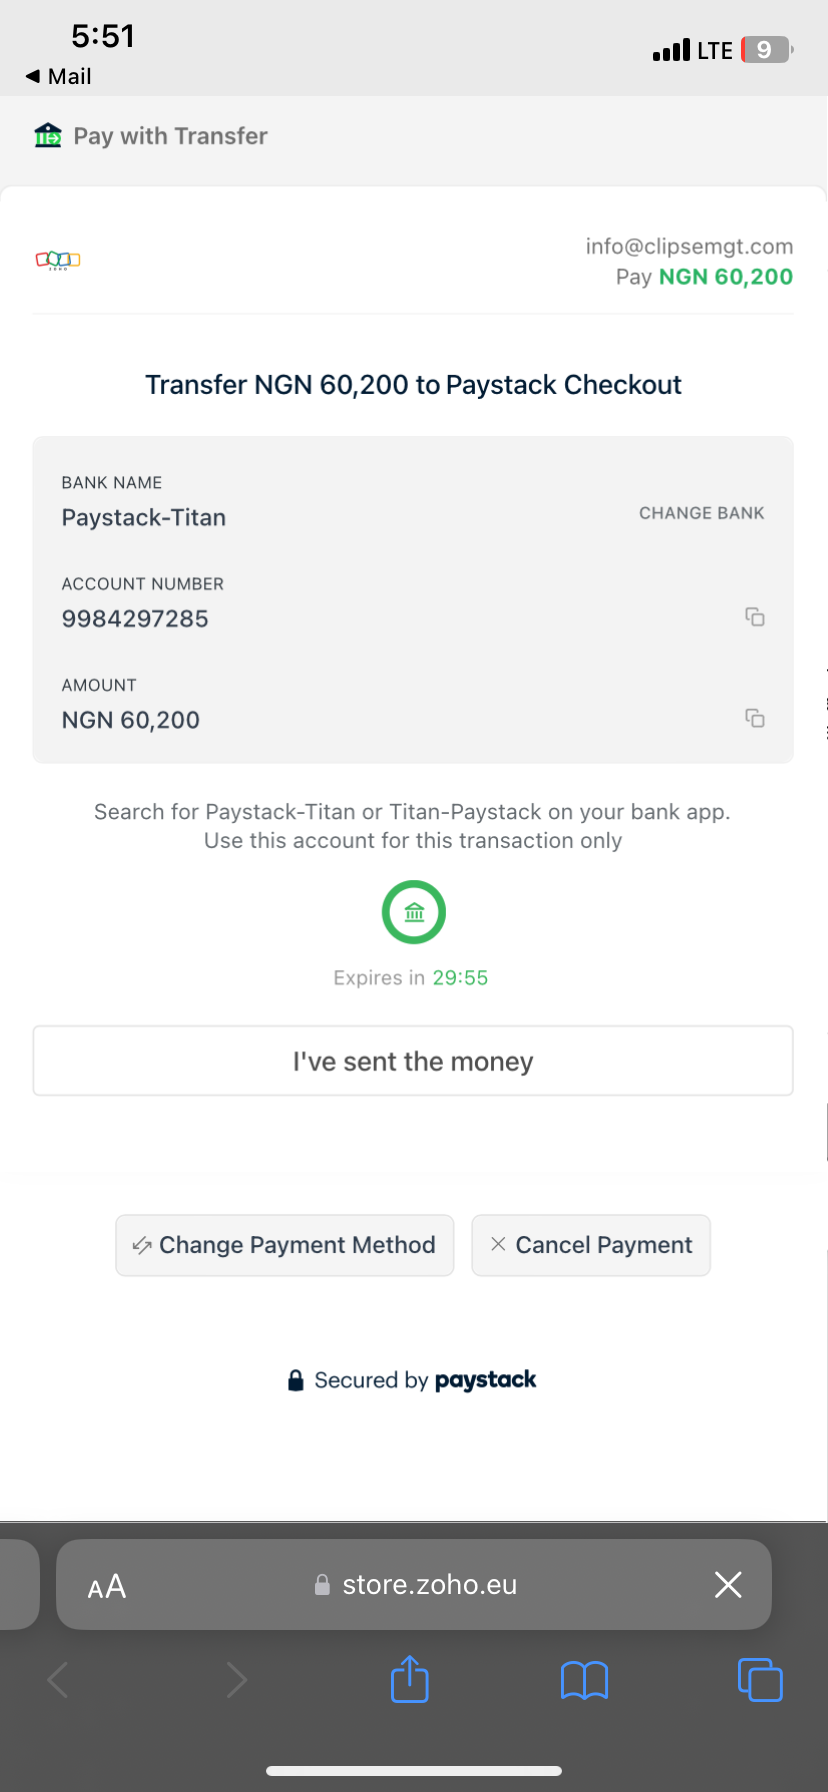 5:51
LTE 9
◀ Mail
Pay with Transfer
ZOHO
info@clipsemgt.com
Pay NGN 60,200
Transfer NGN 60,200 to Paystack Checkout
BANK NAME
Paystack-Titan
CHANGE BANK
ACCOUNT NUMBER
9984297285
AMOUNT
NGN 60,200
Search for Paystack-Titan or Titan-Paystack on your bank app.
Use this account for this transaction only
Expires in 29:55
I've sent the money
Change Payment Method
Cancel Payment
Secured by paystack
AA
store.zoho.eu